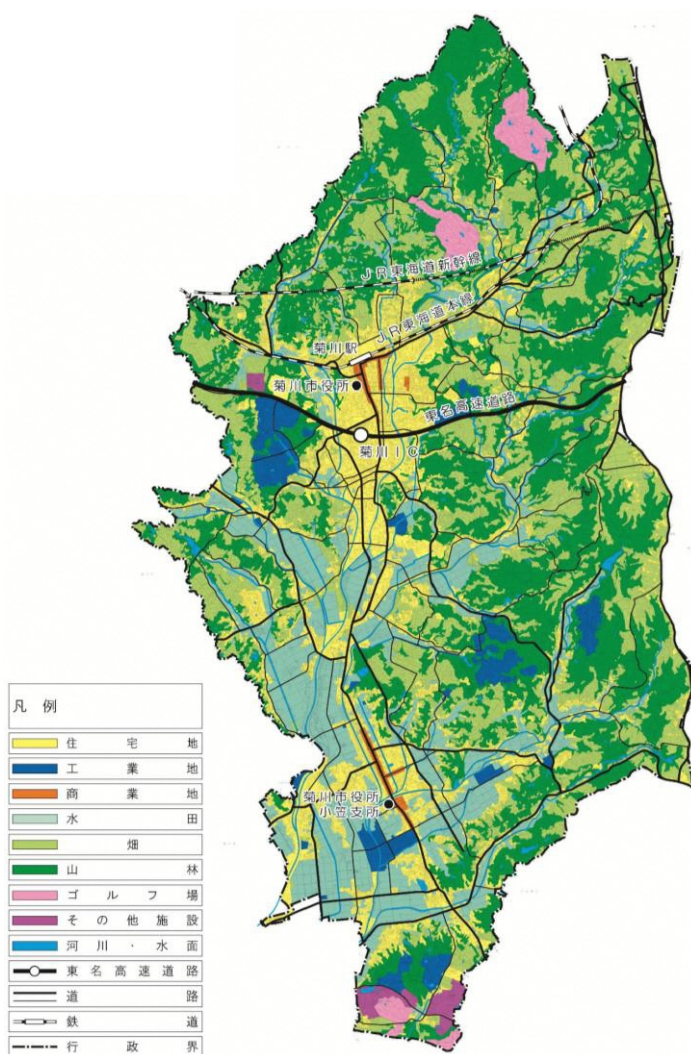 JR東海道新幹線
JR東海道本線
菊川駅
菊川市役所
東名高速道路
菊川IC
菊川市役所
小笠支所
凡例
住宅地
工業地
商業地
水田
畑
山林
ゴルフ場
その他施設
河川・水面
東名高速道路
道路
鉄道
行政界